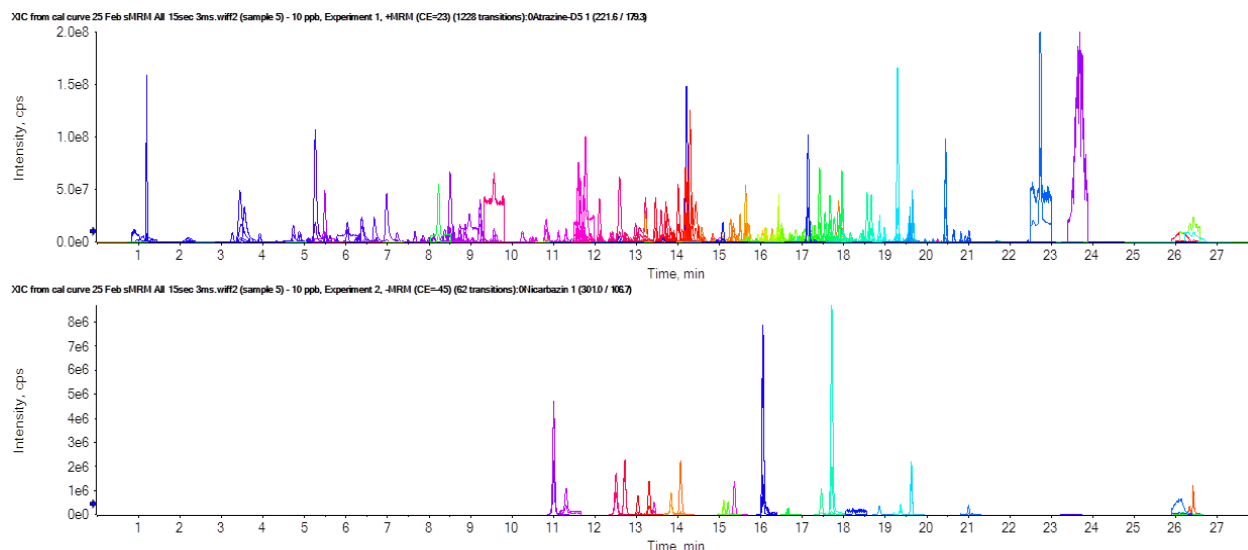 XIC from cal curve 25 Feb sMRM All 15sec 3ms.wiff2 (sample 5) - 10 ppb, Experiment 1, +MRM (CE=23) (1228 transitions):0Atrazine-D5 1 (221.6 / 179.3)
2.0e8
1.5e8
1.0e8
5.0e7
0.0e0
Intensity, cps
1 2 3 4 5 6 7 8 9 10 11 12 13 14 15 16 17 18 19 20 21 22 23 24 25 26 27
Time, min
XIC from cal curve 25 Feb sMRM All 15sec 3ms.wiff2 (sample 5) - 10 ppb, Experiment 2, -MRM (CE=-45) (62 transitions):0Nicarbazin 1 (301.0 / 106.7)
8e6
7e6
6e6
5e6
4e6
3e6
2e6
1e6
0e0
Intensity, cps
1 2 3 4 5 6 7 8 9 10 11 12 13 14 15 16 17 18 19 20 21 22 23 24 25 26 27
Time, min